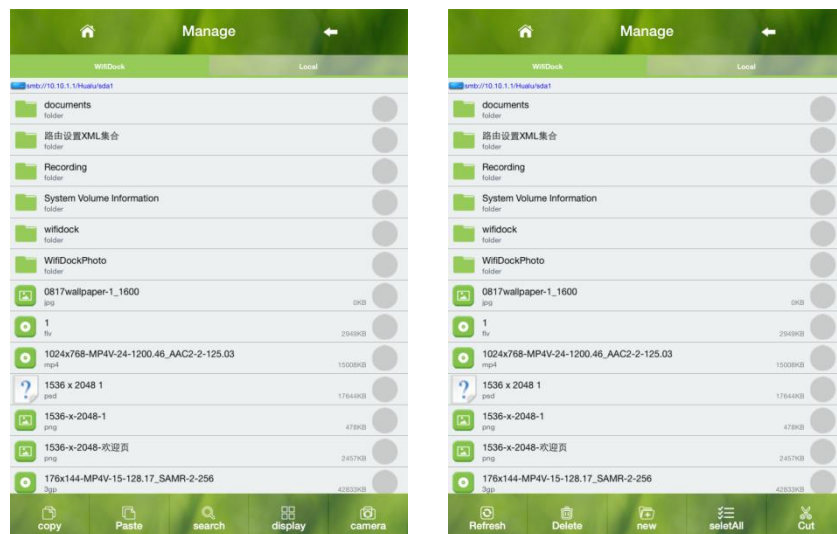 Manage
WifiDock Local
smb://10.10.1.1/Hualu/sda1
documents
folder
路由设置XML集合
folder
Recording
folder
System Volume Information
folder
wifidock
folder
WifiDockPhoto
folder
0817wallpaper-1_1600
jpg 0KB
1
flv 2949KB
1024x768-MP4V-24-1200.46_AAC2-2-125.03
mp4 15008KB
1536 x 2048 1
psd 17644KB
1536-x-2048-1
png 478KB
1536-x-2048-欢迎页
png 2457KB
176x144-MP4V-15-128.17_SAMR-2-256
3gp 42833KB
copy Paste search display camera
Manage
WifiDock Local
smb://10.10.1.1/Hualu/sda1
documents
folder
路由设置XML集合
folder
Recording
folder
System Volume Information
folder
wifidock
folder
WifiDockPhoto
folder
0817wallpaper-1_1600
jpg 0KB
1
flv 2949KB
1024x768-MP4V-24-1200.46_AAC2-2-125.03
mp4 15008KB
1536 x 2048 1
psd 17644KB
1536-x-2048-1
png 478KB
1536-x-2048-欢迎页
png 2457KB
176x144-MP4V-15-128.17_SAMR-2-256
3gp 42833KB
Refresh Delete new seletAll Cut